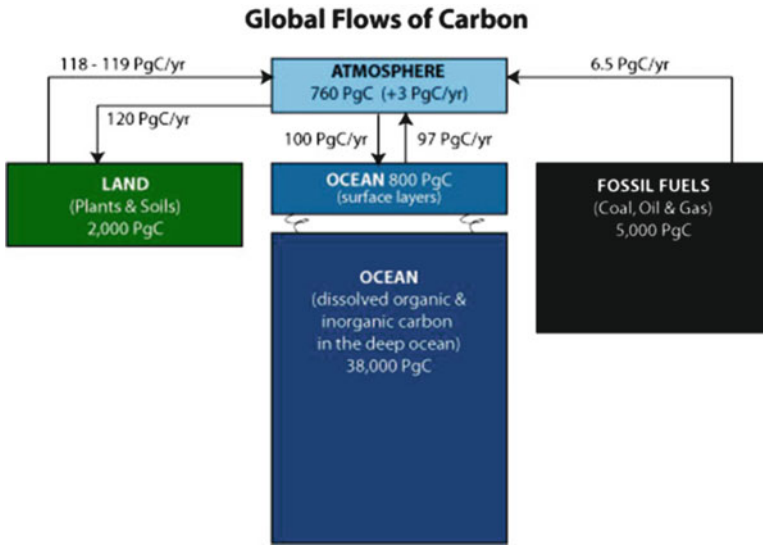 Global Flows of Carbon
118 - 119 PgC/yr
ATMOSPHERE
760 PgC (+3 PgC/yr)
6.5 PgC/yr
120 PgC/yr
100 PgC/yr
97 PgC/yr
LAND
(Plants & Soils)
2,000 PgC
OCEAN 800 PgC
(surface layers)
FOSSIL FUELS
(Coal, Oil & Gas)
5,000 PgC
OCEAN
(dissolved organic &
inorganic carbon
in the deep ocean)
38,000 PgC